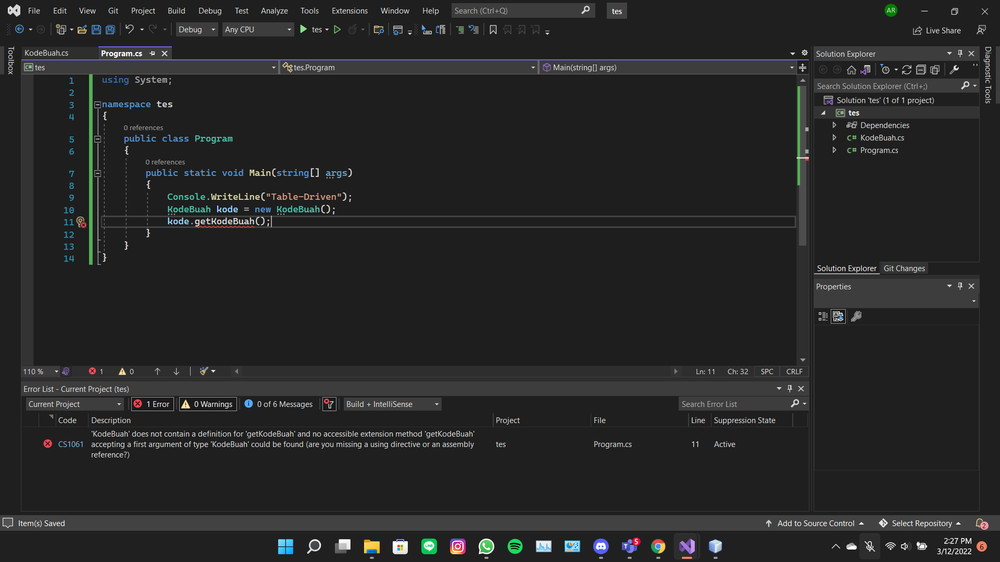 File Edit View Git Project Build Debug Test Analyze Tools Extensions Window Help Search (Ctrl+Q) tes AR
Debug Any CPU tes Live Share
Toolbox
KodeBuah.cs Program.cs
C# tes tes.Program Main(string[] args)
1 using System;
2
3 namespace tes
4 {
0 references
5 public class Program
6 {
0 references
7 public static void Main(string[] args)
8 {
9 Console.WriteLine("Table-Driven");
10 KodeBuah kode = new KodeBuah();
11 kode.getKodeBuah();
12 }
13 }
14 }
110 % 1 0 Ln: 11 Ch: 32 SPC CRLF
Solution Explorer
Search Solution Explorer (Ctrl+;)
Solution 'tes' (1 of 1 project)
C# tes
Dependencies
C# KodeBuah.cs
C# Program.cs
Solution Explorer Git Changes
Properties
Diagnostic Tools
Error List - Current Project (tes)
Current Project 1 Error 0 Warnings 0 of 6 Messages Build + IntelliSense Search Error List
Code Description Project File Line Suppression State
'KodeBuah' does not contain a definition for 'getKodeBuah' and no accessible extension method 'getKodeBuah'
CS1061 accepting a first argument of type 'KodeBuah' could be found (are you missing a using directive or an assembly tes Program.cs 11 Active
reference?)
Item(s) Saved Add to Source Control Select Repository 2
LINE 5 2:27 PM
3/12/2022 6